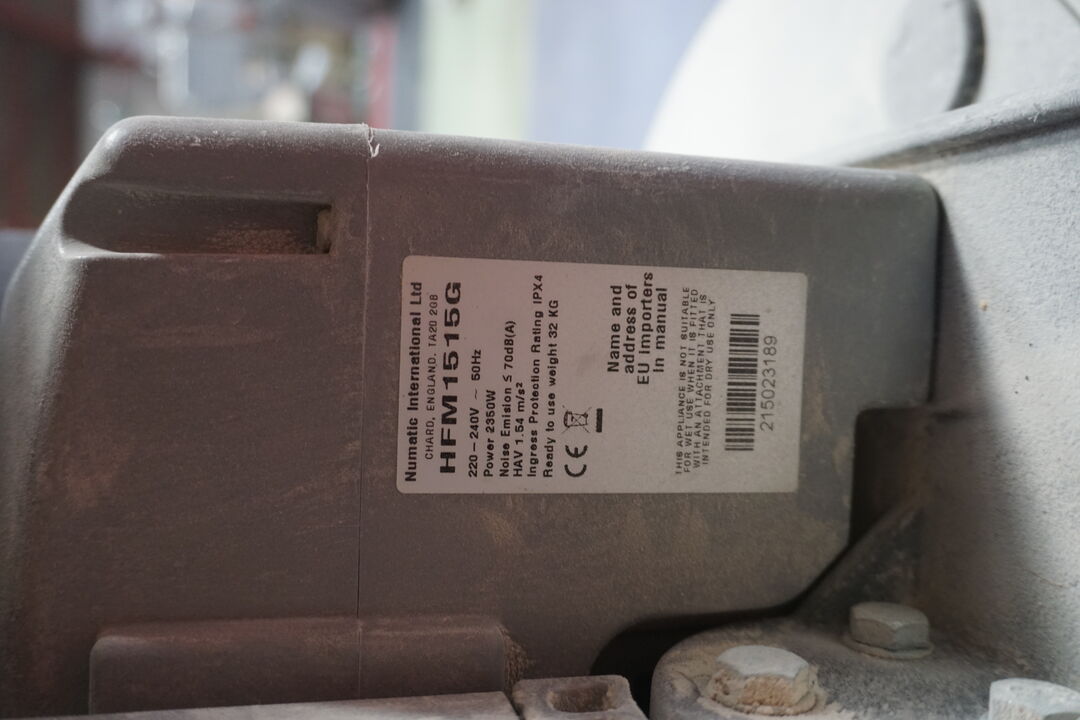 Numatic International Ltd
CHARD, ENGLAND. TA20 2GB
HFM1515G
220-240V ~ 50Hz
Power 2350W
Noise Emision ≤ 70dB(A)
HAV 1.54 m/s²
Ingress Protection Rating IPX4
Ready to use weight 32 KG
CE
Name and
address of
EU importers
in manual
THIS APPLIANCE IS NOT SUITABLE
FOR WET USE WHEN IT IS FITTED
WITH AN ATTACHMENT THAT IS
INTENDED FOR DRY USE ONLY
215023189